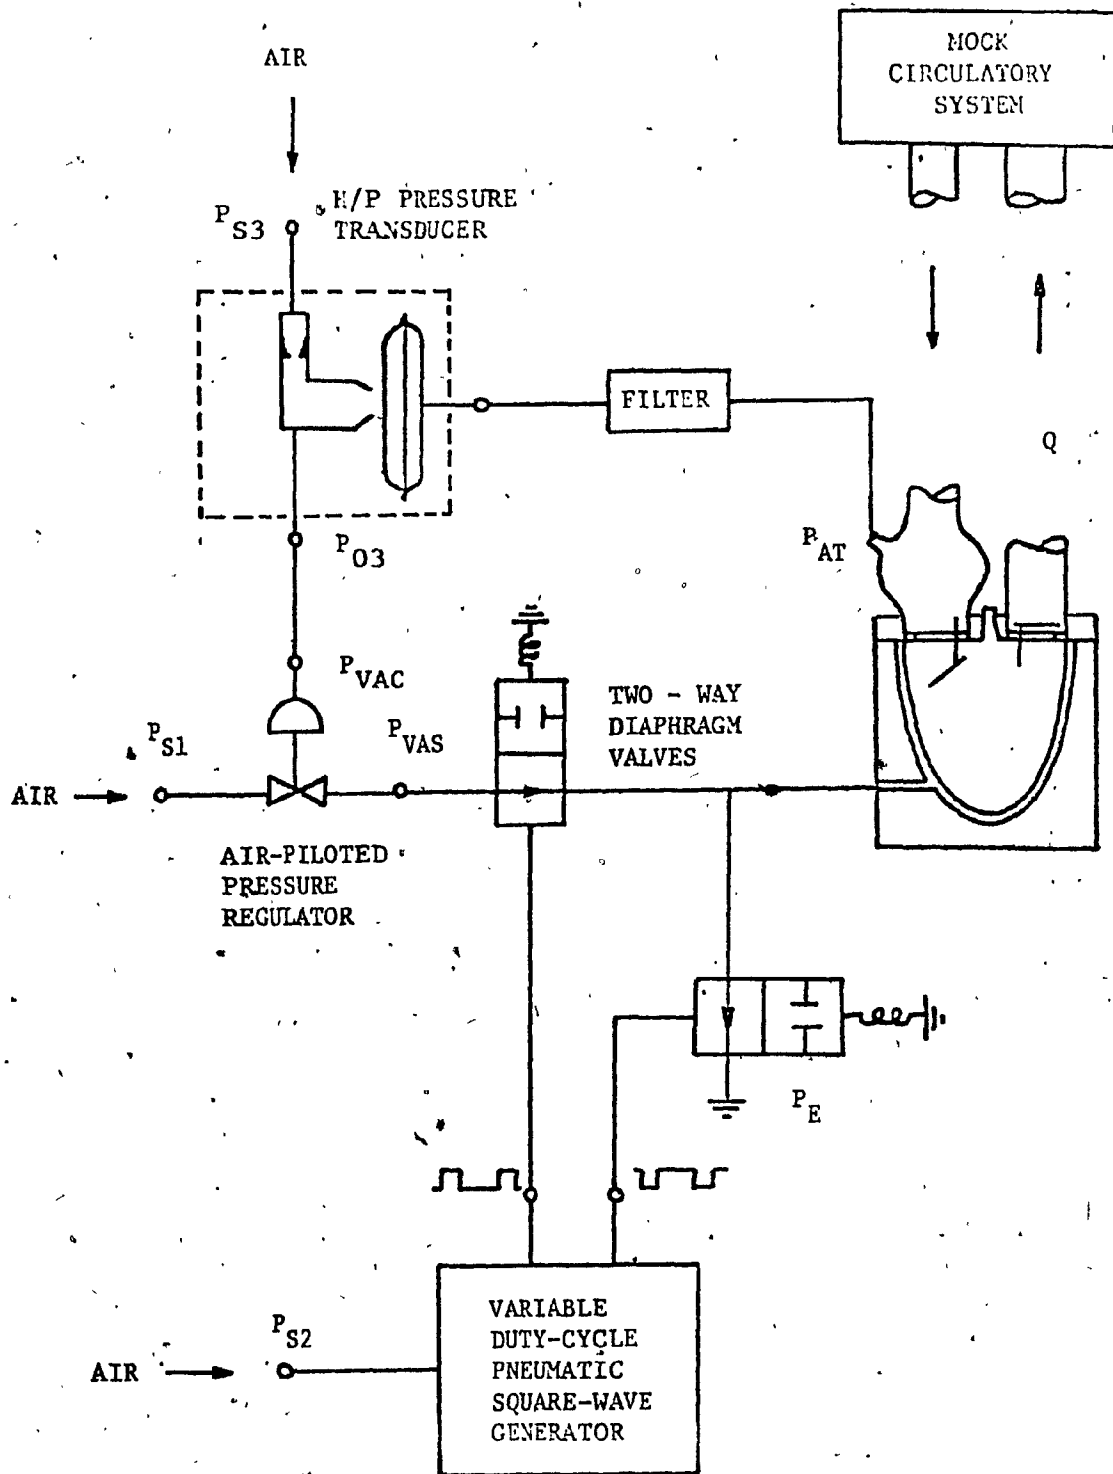 AIR
MOCK
CIRCULATORY
SYSTEM
PS3
H/P PRESSURE
TRANSDUCER
FILTER
Q
PO3
PAT
PVAC
TWO - WAY
DIAPHRAGM
VALVES
PS1
PVAS
AIR
AIR-PILOTED
PRESSURE
REGULATOR
PE
VARIABLE
DUTY-CYCLE
PNEUMATIC
SQUARE-WAVE
GENERATOR
PS2
AIR